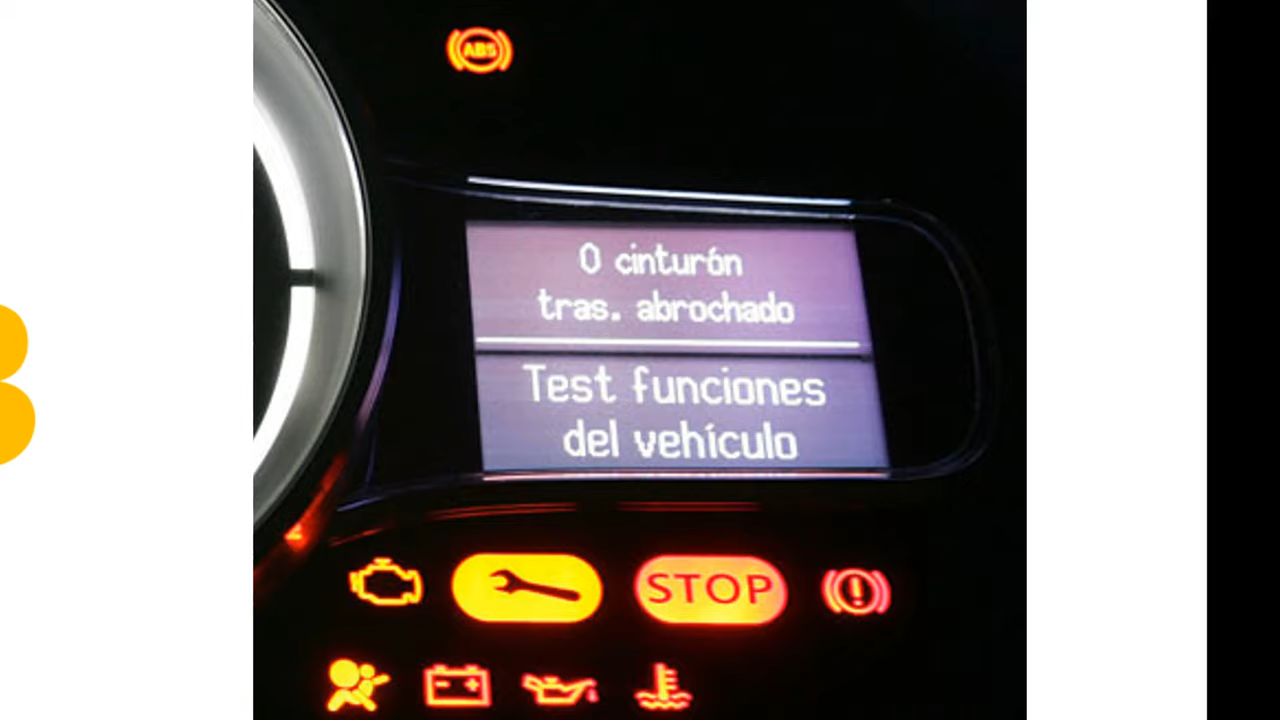 ABS
0 cinturón
tras. abrochado
Test funciones
del vehículo
STOP